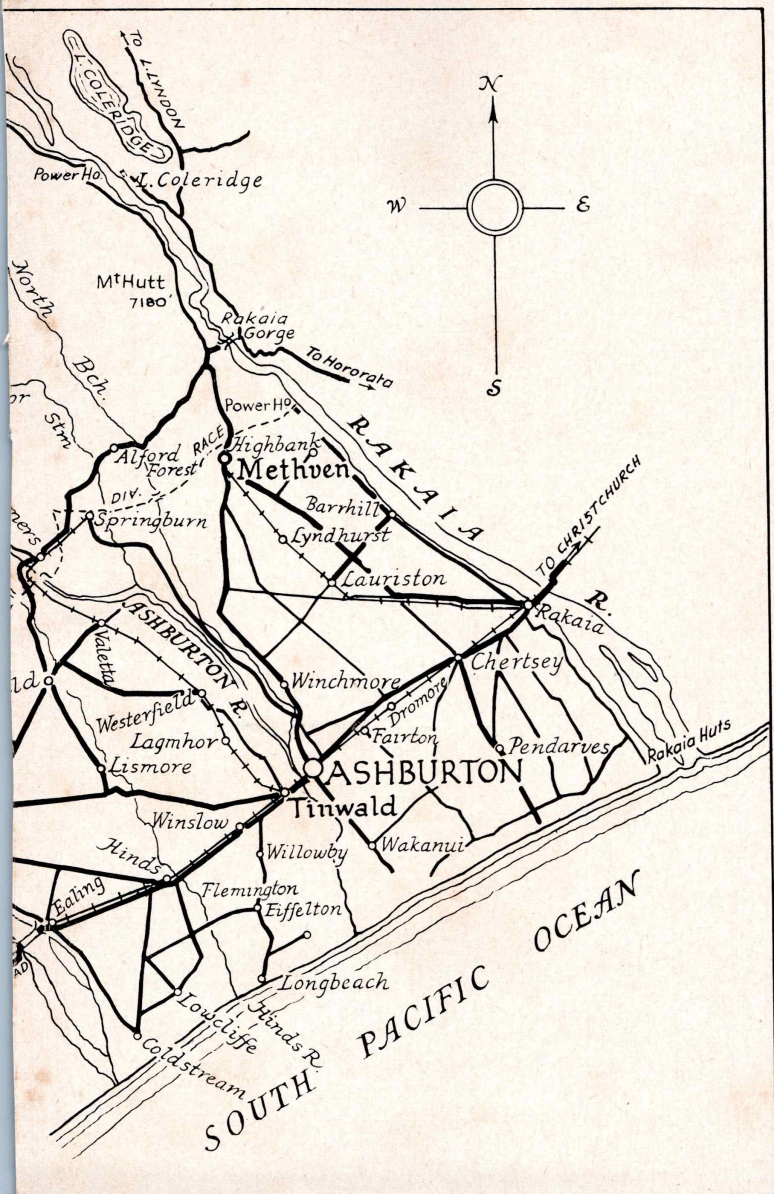 TO L. LYNDON
L. COLERIDGE
Power Ho.
L. Coleridge
N
W
E
S
Mt Hutt
7180'
North
Bch.
Stm
Rakaia
Gorge
To Hororata
Power Ho.
RAKAIA
R.
RACE
DIV.
Highbank
Alford
Forest
Methven
Springburn
Barrhill
Lyndhurst
Lauriston
TO CHRISTCHURCH
Rakaia
ASHBURTON
R.
Valetta
Winchmore
Chertsey
Dromore
Westerfield
Lagmhor
Fairton
Pendarves
Rakaia Huts
Lismore
ASHBURTON
Tinwald
Winslow
Wakanui
Hinds
Willowby
Ealing
Flemington
Eiffelton
Longbeach
Lowcliffe
Hinds R.
Coldstream
SOUTH PACIFIC OCEAN